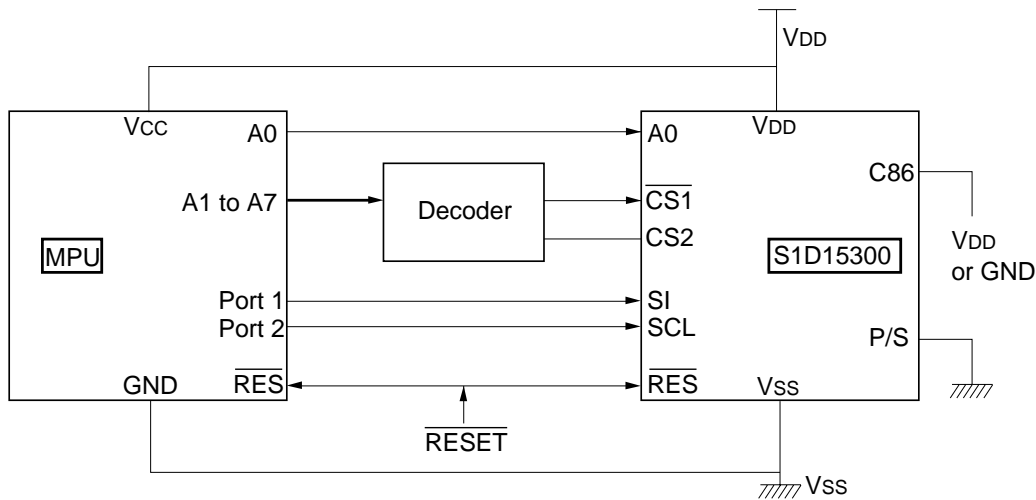 VDD
VCC
VDD
A0
A0
C86
A1 to A7
Decoder
CS1
CS2
MPU
S1D15300
VDD
or GND
Port 1
SI
Port 2
SCL
P/S
GND
RES
RES
VSS
RESET
VSS